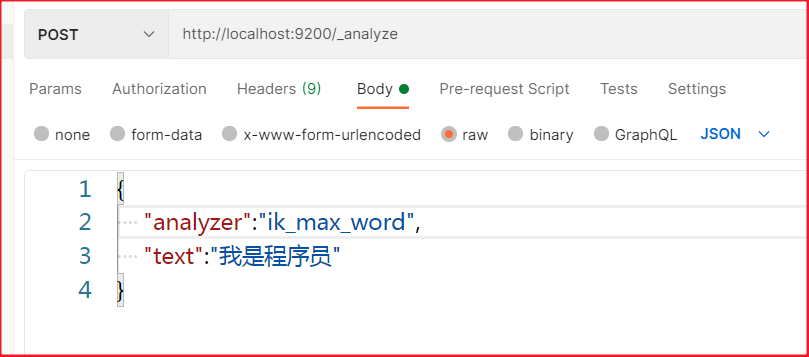 POST http://localhost:9200/_analyze
Params Authorization Headers (9) Body Pre-request Script Tests Settings
none form-data x-www-form-urlencoded raw binary GraphQL JSON
1 {
2 "analyzer":"ik_max_word",
3 "text":"我是程序员"
4 }